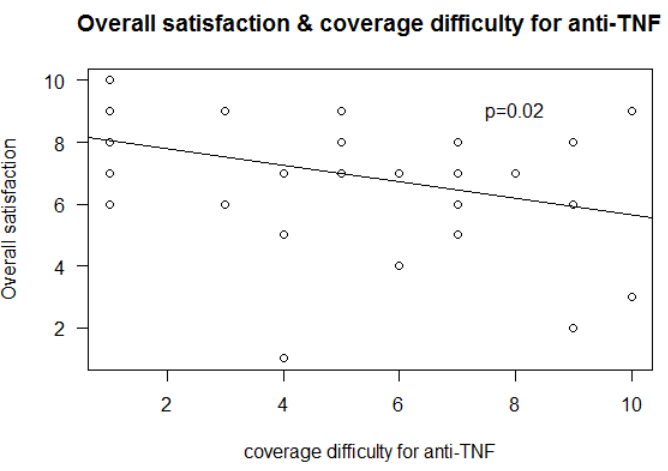 Overall satisfaction & coverage difficulty for anti-TNF
10
8
6
4
2
Overall satisfaction
p=0.02
2 4 6 8 10
coverage difficulty for anti-TNF